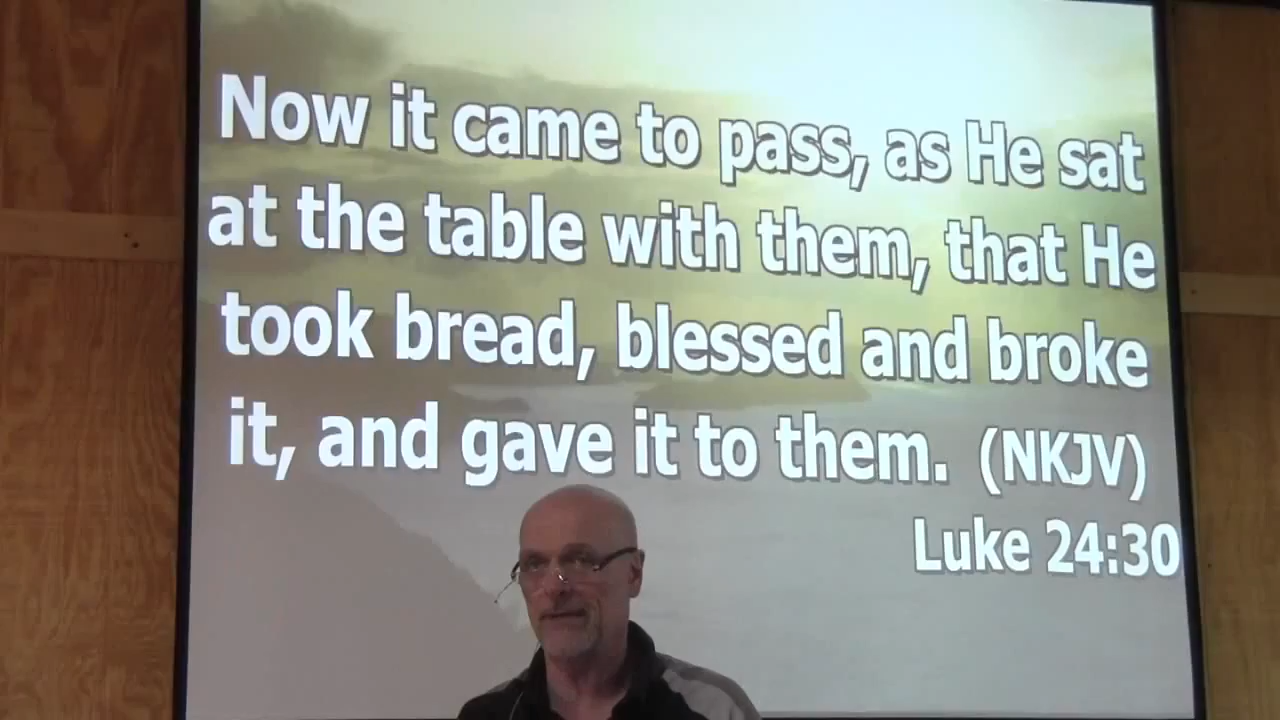 Now it came to pass, as He sat
at the table with them, that He
took bread, blessed and broke
it, and gave it to them. (NKJV)
Luke 24:30